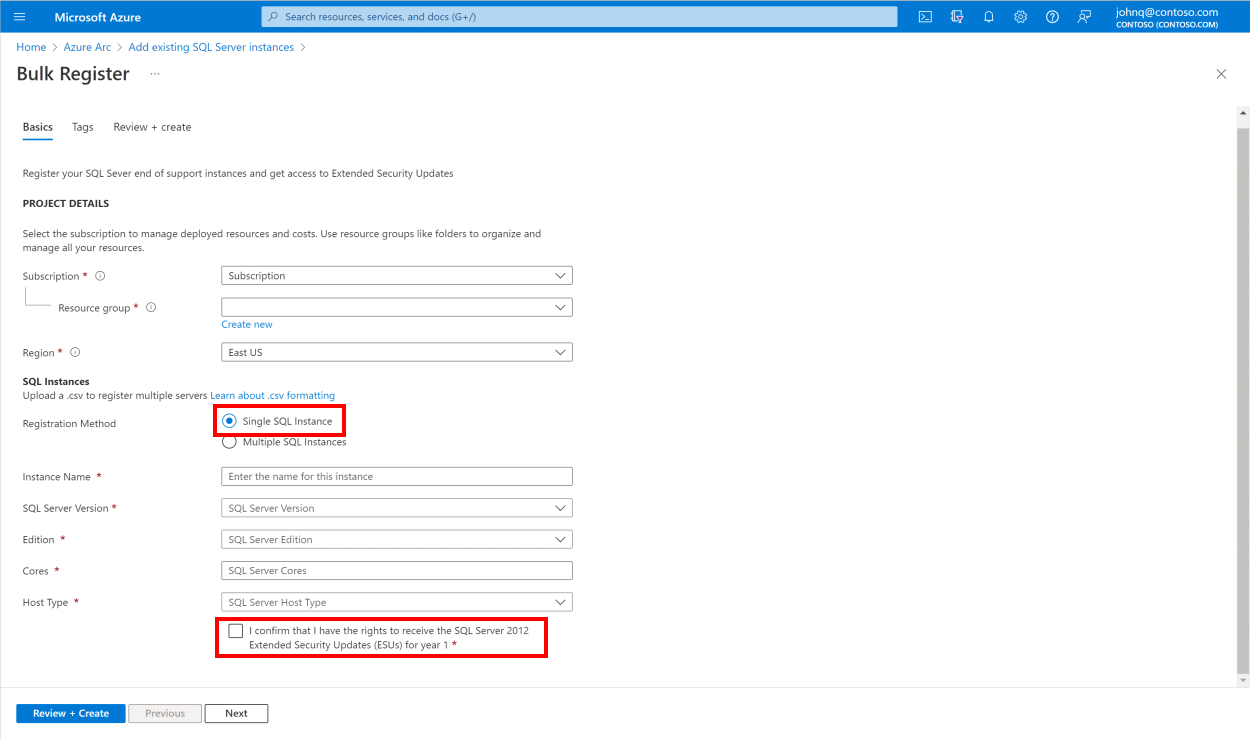 Microsoft Azure
Search resources, services, and docs (G+/)
johnq@contoso.com
CONTOSO (CONTOSO.COM)
Home > Azure Arc > Add existing SQL Server instances >
Bulk Register ...
Basics Tags Review + create
Register your SQL Sever end of support instances and get access to Extended Security Updates
PROJECT DETAILS
Select the subscription to manage deployed resources and costs. Use resource groups like folders to organize and
manage all your resources.
Subscription * Subscription
Resource group *
Create new
Region * East US
SQL Instances
Upload a .csv to register multiple servers Learn about .csv formatting
Registration Method Single SQL Instance
Multiple SQL Instances
Instance Name * Enter the name for this instance
SQL Server Version * SQL Server Version
Edition * SQL Server Edition
Cores * SQL Server Cores
Host Type * SQL Server Host Type
I confirm that I have the rights to receive the SQL Server 2012
Extended Security Updates (ESUs) for year 1 *
Review + Create Previous Next